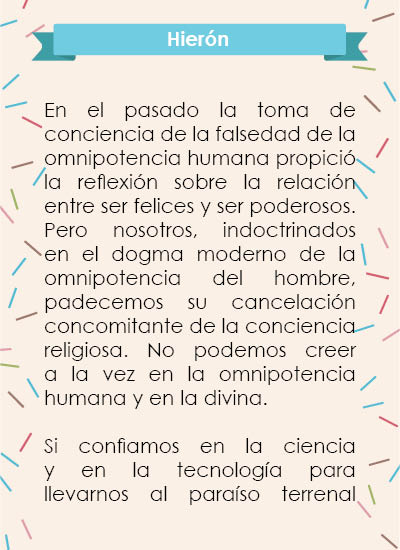 Hierón
En el pasado la toma de
conciencia de la falsedad de la
omnipotencia humana propició
la reflexión sobre la relación
entre ser felices y ser poderosos.
Pero nosotros, indoctrinados
en el dogma moderno de la
omnipotencia del hombre,
padecemos su cancelación
concomitante de la conciencia
religiosa. No podemos creer
a la vez en la omnipotencia
humana y en la divina.
Si confiamos en la ciencia
y en la tecnología para
llevarnos al paraíso terrenal